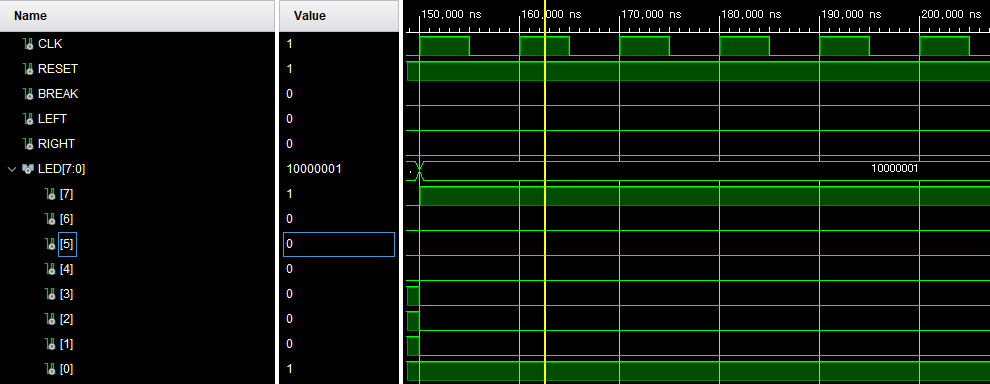 Name Value 150,000 ns 160,000 ns 170,000 ns 180,000 ns 190,000 ns 200,000 ns
CLK 1
RESET 1
BREAK 0
LEFT 0
RIGHT 0
LED[7:0] 10000001 10000001
[7] 1
[6] 0
[5] 0
[4] 0
[3] 0
[2] 0
[1] 0
[0] 1